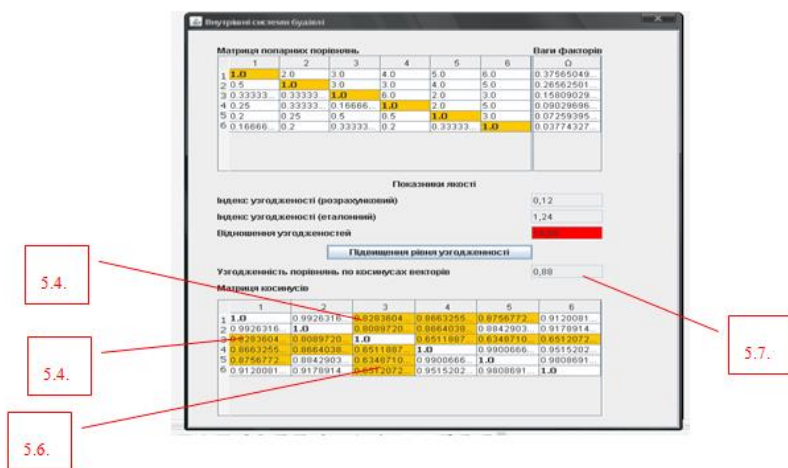 Внутрішні системи будівлі
Матриця попарних порівнянь Ваги факторів
1 2 3 4 5 6 Ω
1 1.0 2.0 3.0 4.0 5.0 6.0 0.37565049...
2 0.5 1.0 3.0 3.0 4.0 5.0 0.26562501...
3 0.33333... 0.33333... 1.0 6.0 2.0 3.0 0.15809029...
4 0.25 0.33333... 0.16666... 1.0 2.0 5.0 0.09029696...
5 0.2 0.25 0.5 0.5 1.0 3.0 0.07259395...
6 0.16666... 0.2 0.33333... 0.2 0.33333... 1.0 0.03774327...
Показники якості
Індекс узгодженості (розрахунковий) 0,12
Індекс узгодженості (еталонний) 1,24
Відношення узгодженостей
Підвищення рівня узгодженності
Узгодженність порівнянь по косинусах векторів 0,88
Матриця косинусів
1 2 3 4 5 6
1 1.0 0.9926316... 0.8283604... 0.8663255... 0.8756772... 0.9120081...
2 0.9926316... 1.0 0.8089720... 0.8664038... 0.8842903... 0.9178914...
3 0.8283604... 0.8089720... 1.0 0.6511887... 0.6348710... 0.6512072...
4 0.8663255... 0.8664038... 0.6511887... 1.0 0.9900666... 0.9515202...
5 0.8756772... 0.8842903... 0.6348710... 0.9900666... 1.0 0.9808691...
6 0.9120081... 0.9178914... 0.6512072... 0.9515202... 0.9808691... 1.0
5.4.
5.4.
5.6.
5.7.